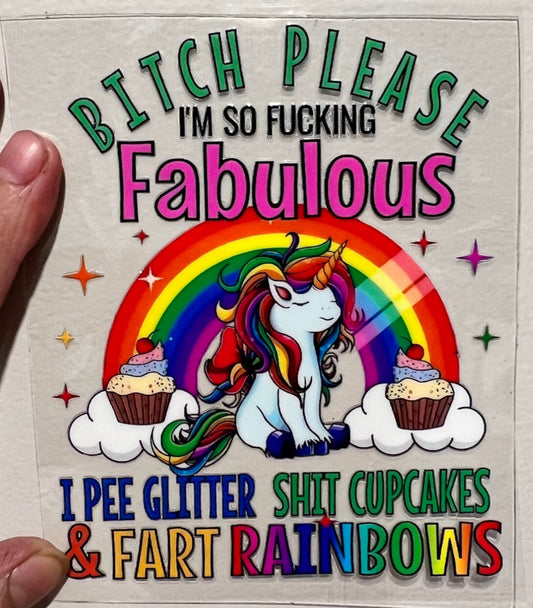 BITCH PLEASE
I'M SO FUCKING
Fabulous
I PEE GLITTER SHIT CUPCAKES
& FART RAINBOWS